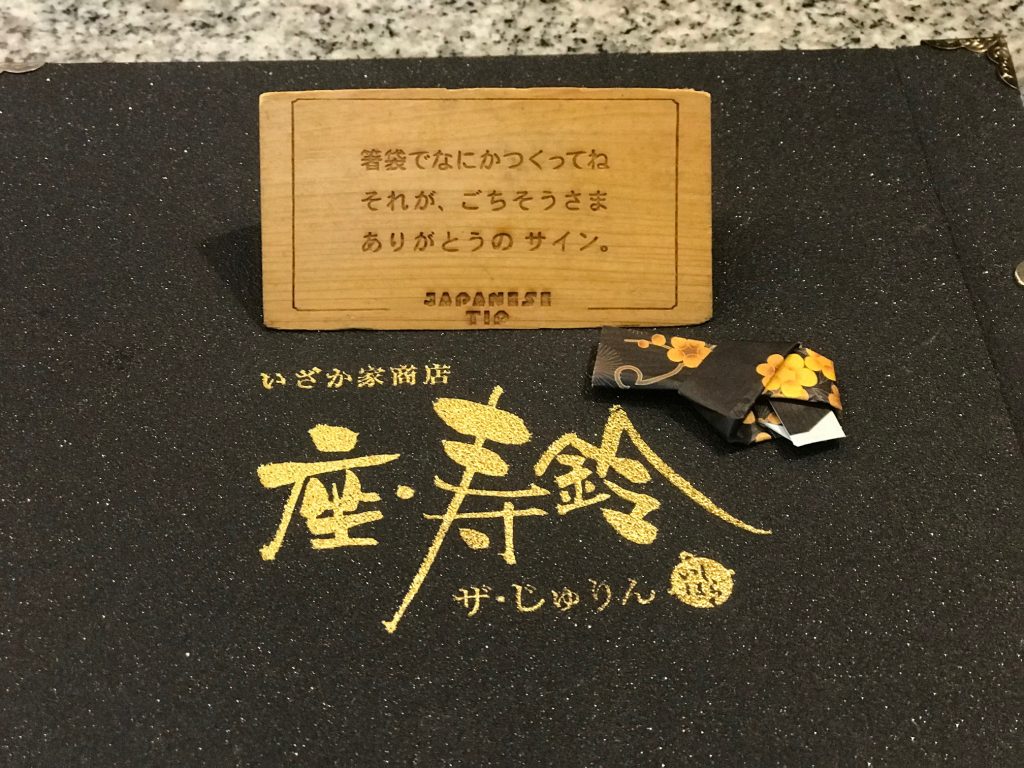 箸袋でなにかつくってね
それが、ごちそうさま
ありがとうの サイン。
JAPANESE
TIP
いざか家商店
座・寿鈴
ザ・じゅりん